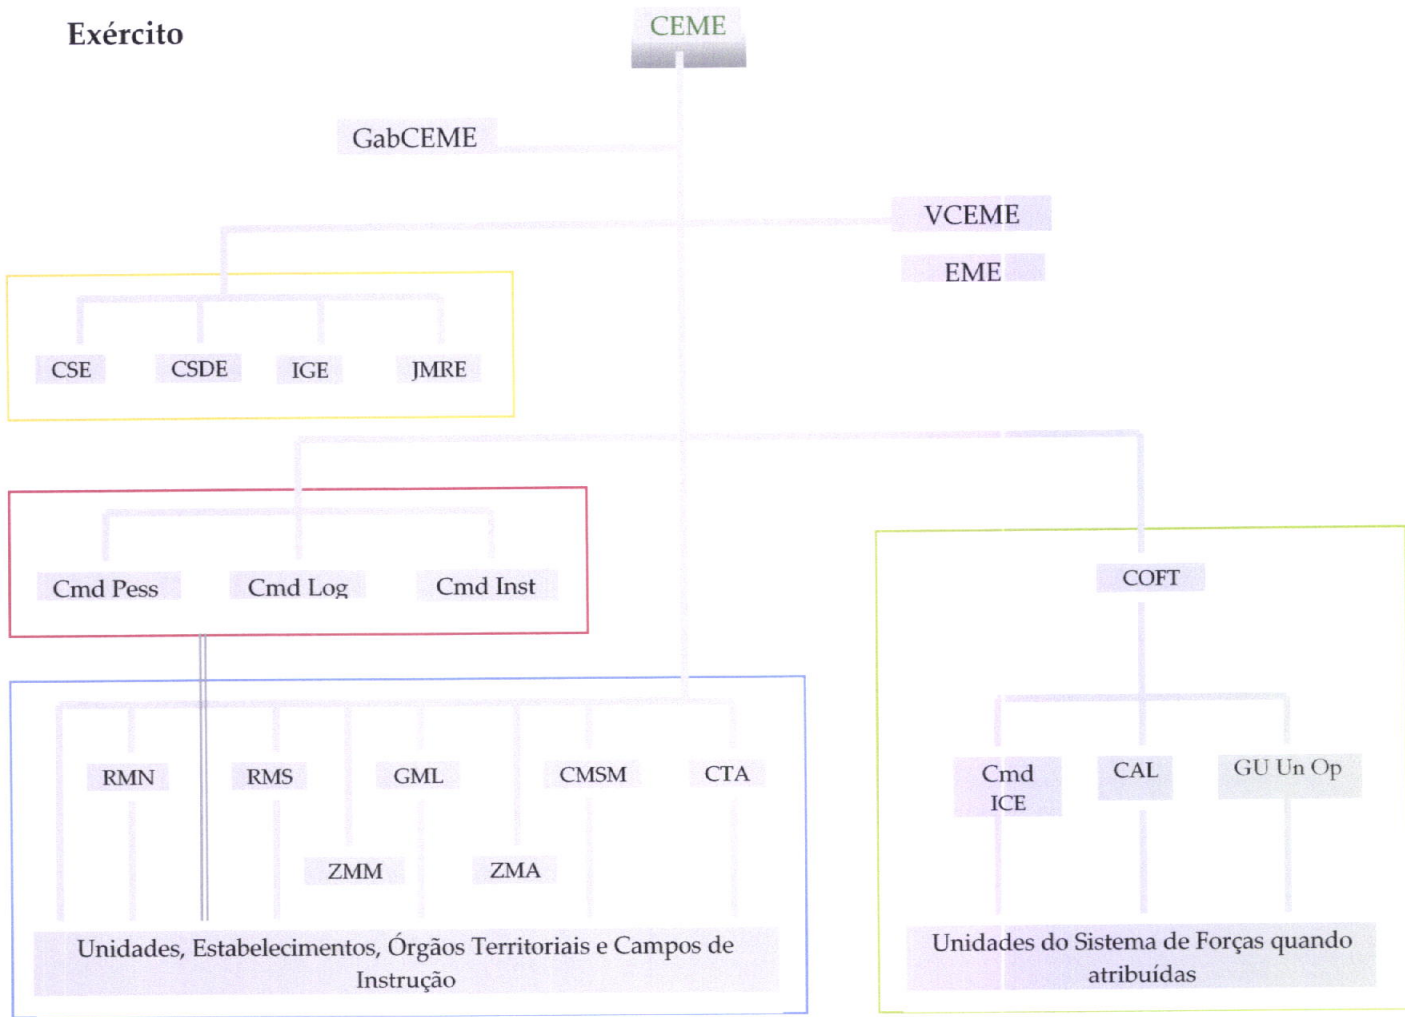 Exército
CEME
GabCEME
VCEME
EME
CSE
CSDE
IGE
JMRE
Cmd Pess
Cmd Log
Cmd Inst
COFT
RMN
RMS
GML
CMSM
CTA
Cmd
ICE
CAL
GU Un Op
ZMM
ZMA
Unidades, Estabelecimentos, Órgãos Territoriais e Campos de
Instrução
Unidades do Sistema de Forças quando
atribuídas